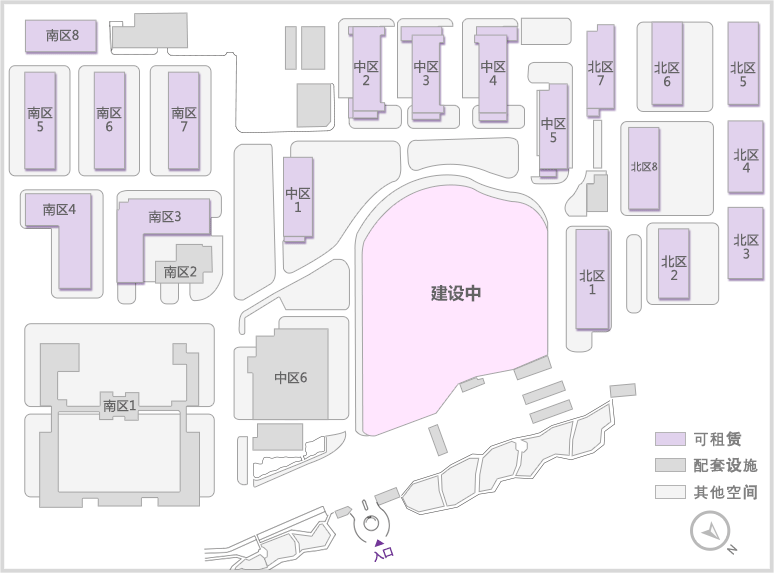 南区8
南区
5
南区
6
南区
7
中区
2
中区
3
中区
4
中区
5
北区
7
北区
6
北区
5
北区8
北区
4
南区4
南区3
南区2
中区
1
北区
3
北区
2
北区
1
建设中
中区6
南区1
可租赁
配套设施
其他空间
入口
N